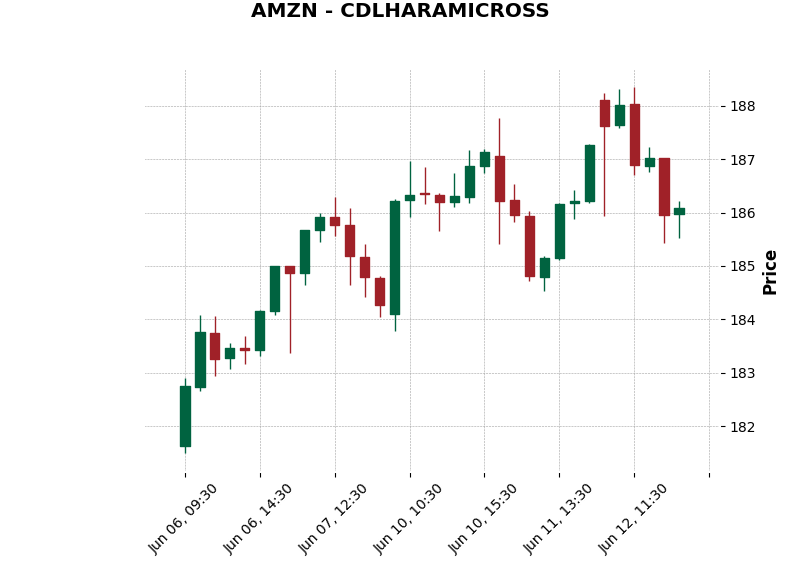 AMZN - CDLHARAMICROSS
188
187
186
185
184
183
182
Price
Jun 06, 09:30
Jun 06, 14:30
Jun 07, 12:30
Jun 10, 10:30
Jun 10, 15:30
Jun 11, 13:30
Jun 12, 11:30